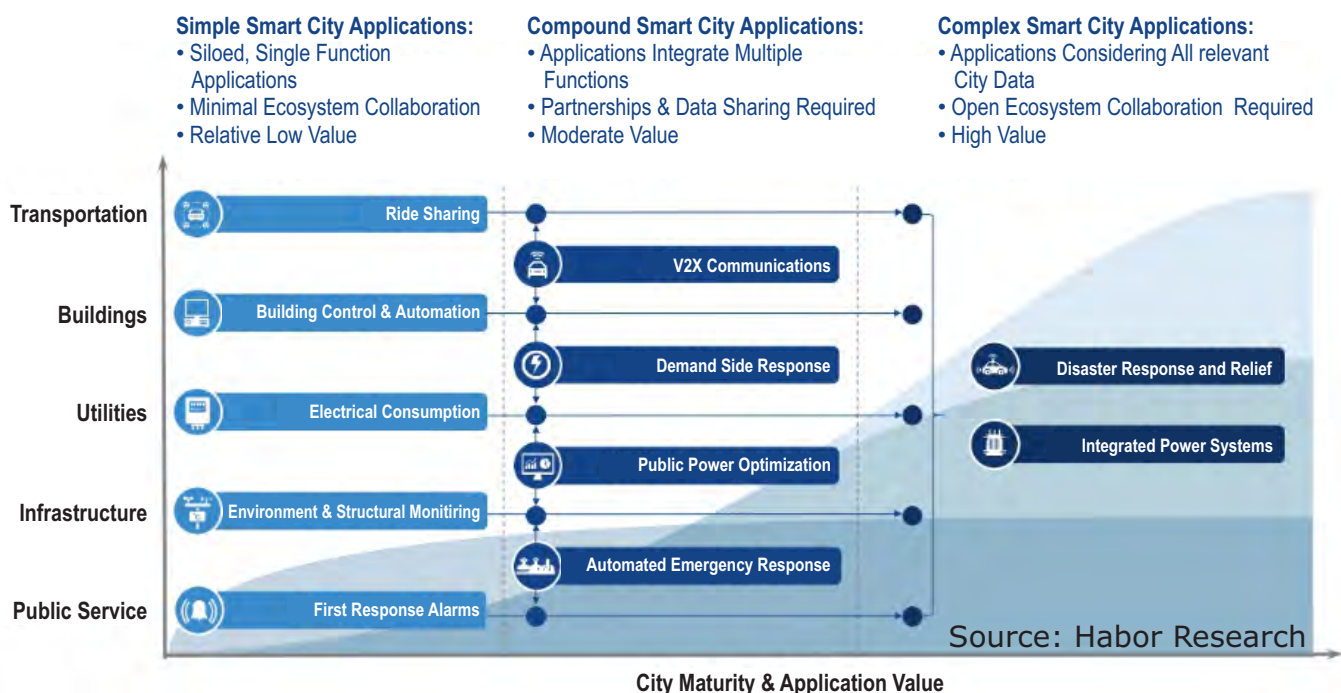 Simple Smart City Applications:
• Siloed, Single Function
Applications
• Minimal Ecosystem Collaboration
• Relative Low Value
Compound Smart City Applications:
• Applications Integrate Multiple
Functions
• Partnerships & Data Sharing Required
• Moderate Value
Complex Smart City Applications:
• Applications Considering All relevant
City Data
• Open Ecosystem Collaboration Required
• High Value
Transportation
Ride Sharing
V2X Communications
Buildings
Building Control & Automation
Demand Side Response
Disaster Response and Relief
Utilities
Electrical Consumption
Integrated Power Systems
Public Power Optimization
Infrastructure
Environment & Structural Monitiring
Automated Emergency Response
Public Service
First Response Alarms
Source: Habor Research
City Maturity & Application Value